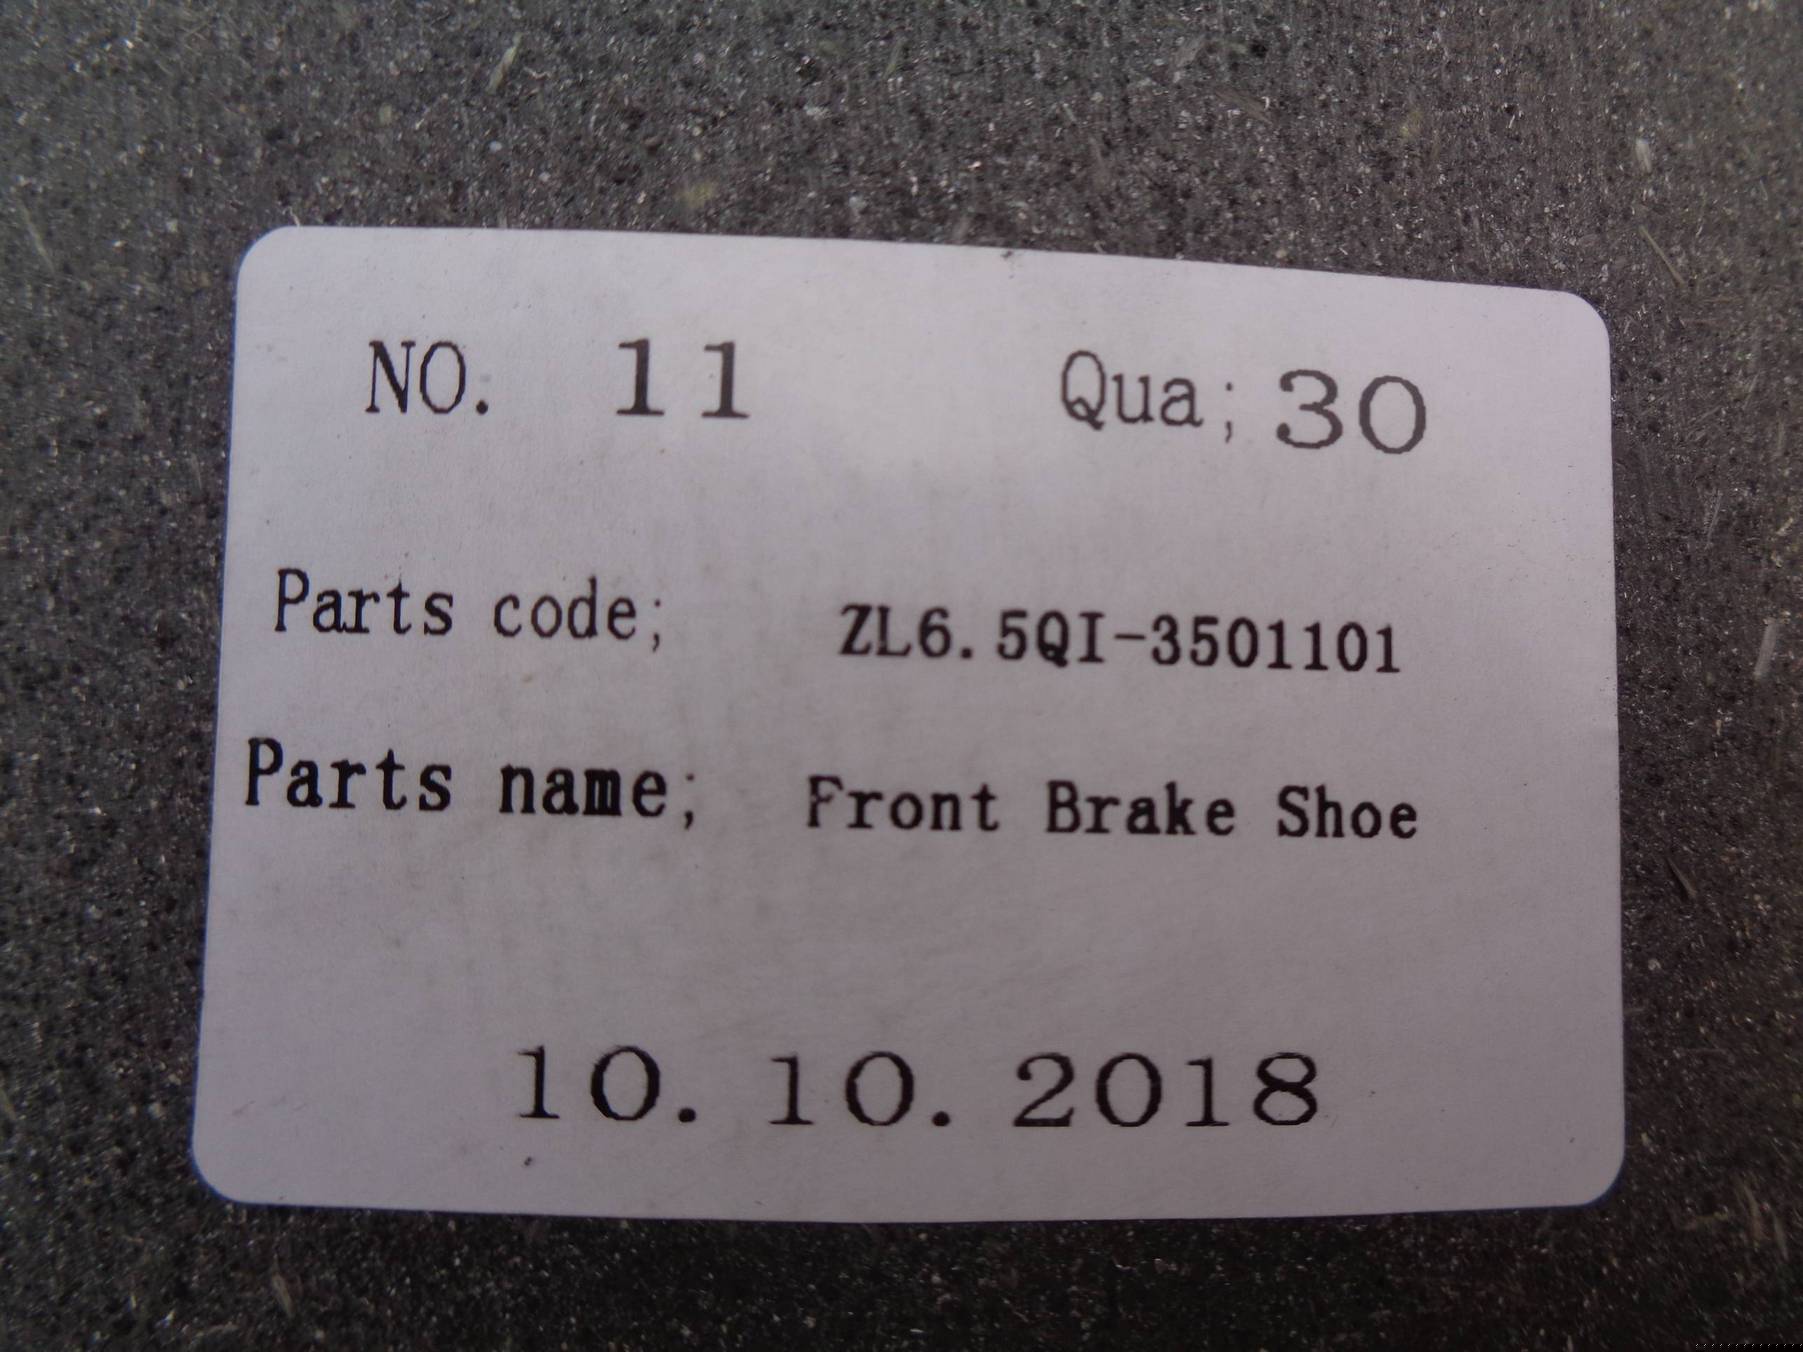 NO. 11 Qua; 30
Parts code; ZL6.5QI-3501101
Parts name; Front Brake Shoe
10.10.2018